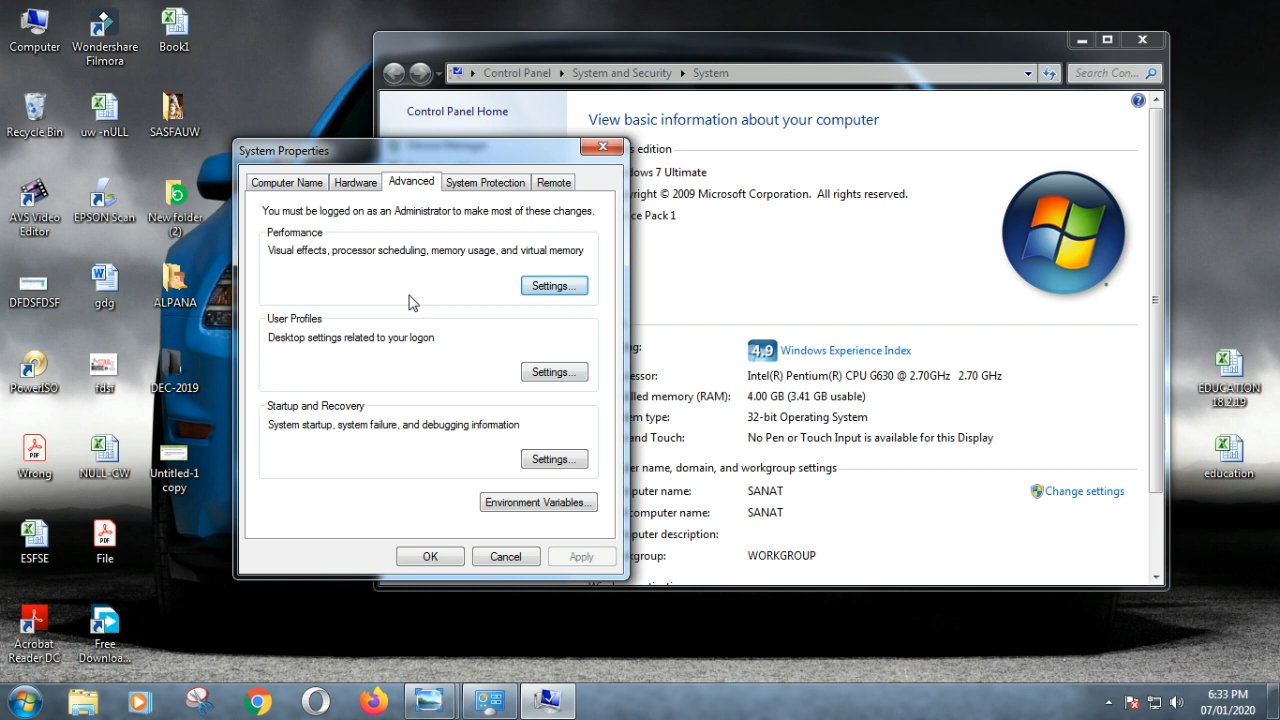 Computer
Wondershare
Filmora
Book1
Recycle Bin
uw -nULL
SASFAUW
AVS Video
Editor
EPSON Scan
New folder
(2)
DFDSFDSF
gdg
ALPANA
PowerISO
fdsf
DEC-2019
Wrong
NULL-GW
Untitled-1
copy
ESFSE
File
Acrobat
Reader DC
Free
Downloa...
EDUCATION
18.2.19
education
Control Panel
System and Security
System
Search Con...
Control Panel Home
Device Manager
View basic information about your computer
s edition
dows 7 Ultimate
yright © 2009 Microsoft Corporation. All rights reserved.
ce Pack 1
ng:
4.9 Windows Experience Index
essor:
Intel(R) Pentium(R) CPU G630 @ 2.70GHz 2.70 GHz
lled memory (RAM):
4.00 GB (3.41 GB usable)
em type:
32-bit Operating System
and Touch:
No Pen or Touch Input is available for this Display
er name, domain, and workgroup settings
puter name:
SANAT
Change settings
computer name:
SANAT
puter description:
kgroup:
WORKGROUP
System Properties
Computer Name
Hardware
Advanced
System Protection
Remote
You must be logged on as an Administrator to make most of these changes.
Performance
Visual effects, processor scheduling, memory usage, and virtual memory
Settings...
User Profiles
Desktop settings related to your logon
Settings...
Startup and Recovery
System startup, system failure, and debugging information
Settings...
Environment Variables...
OK
Cancel
Apply
6:33 PM
07/01/2020